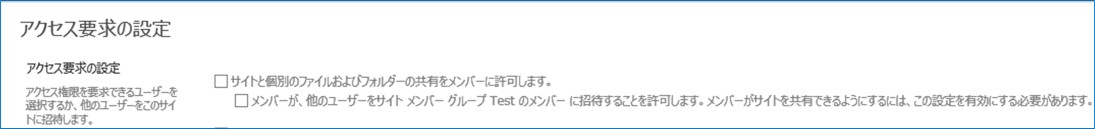 アクセス要求の設定
アクセス要求の設定
アクセス権限を要求できるユーザーを
選択するか、他のユーザーをこのサイ
トに招待します。
サイトと個別のファイルおよびフォルダーの共有をメンバーに許可します。
メンバーが、他のユーザーをサイト メンバー グループ Test のメンバー に招待することを許可します。メンバーがサイトを共有できるようにするには、この設定を有効にする必要があります。